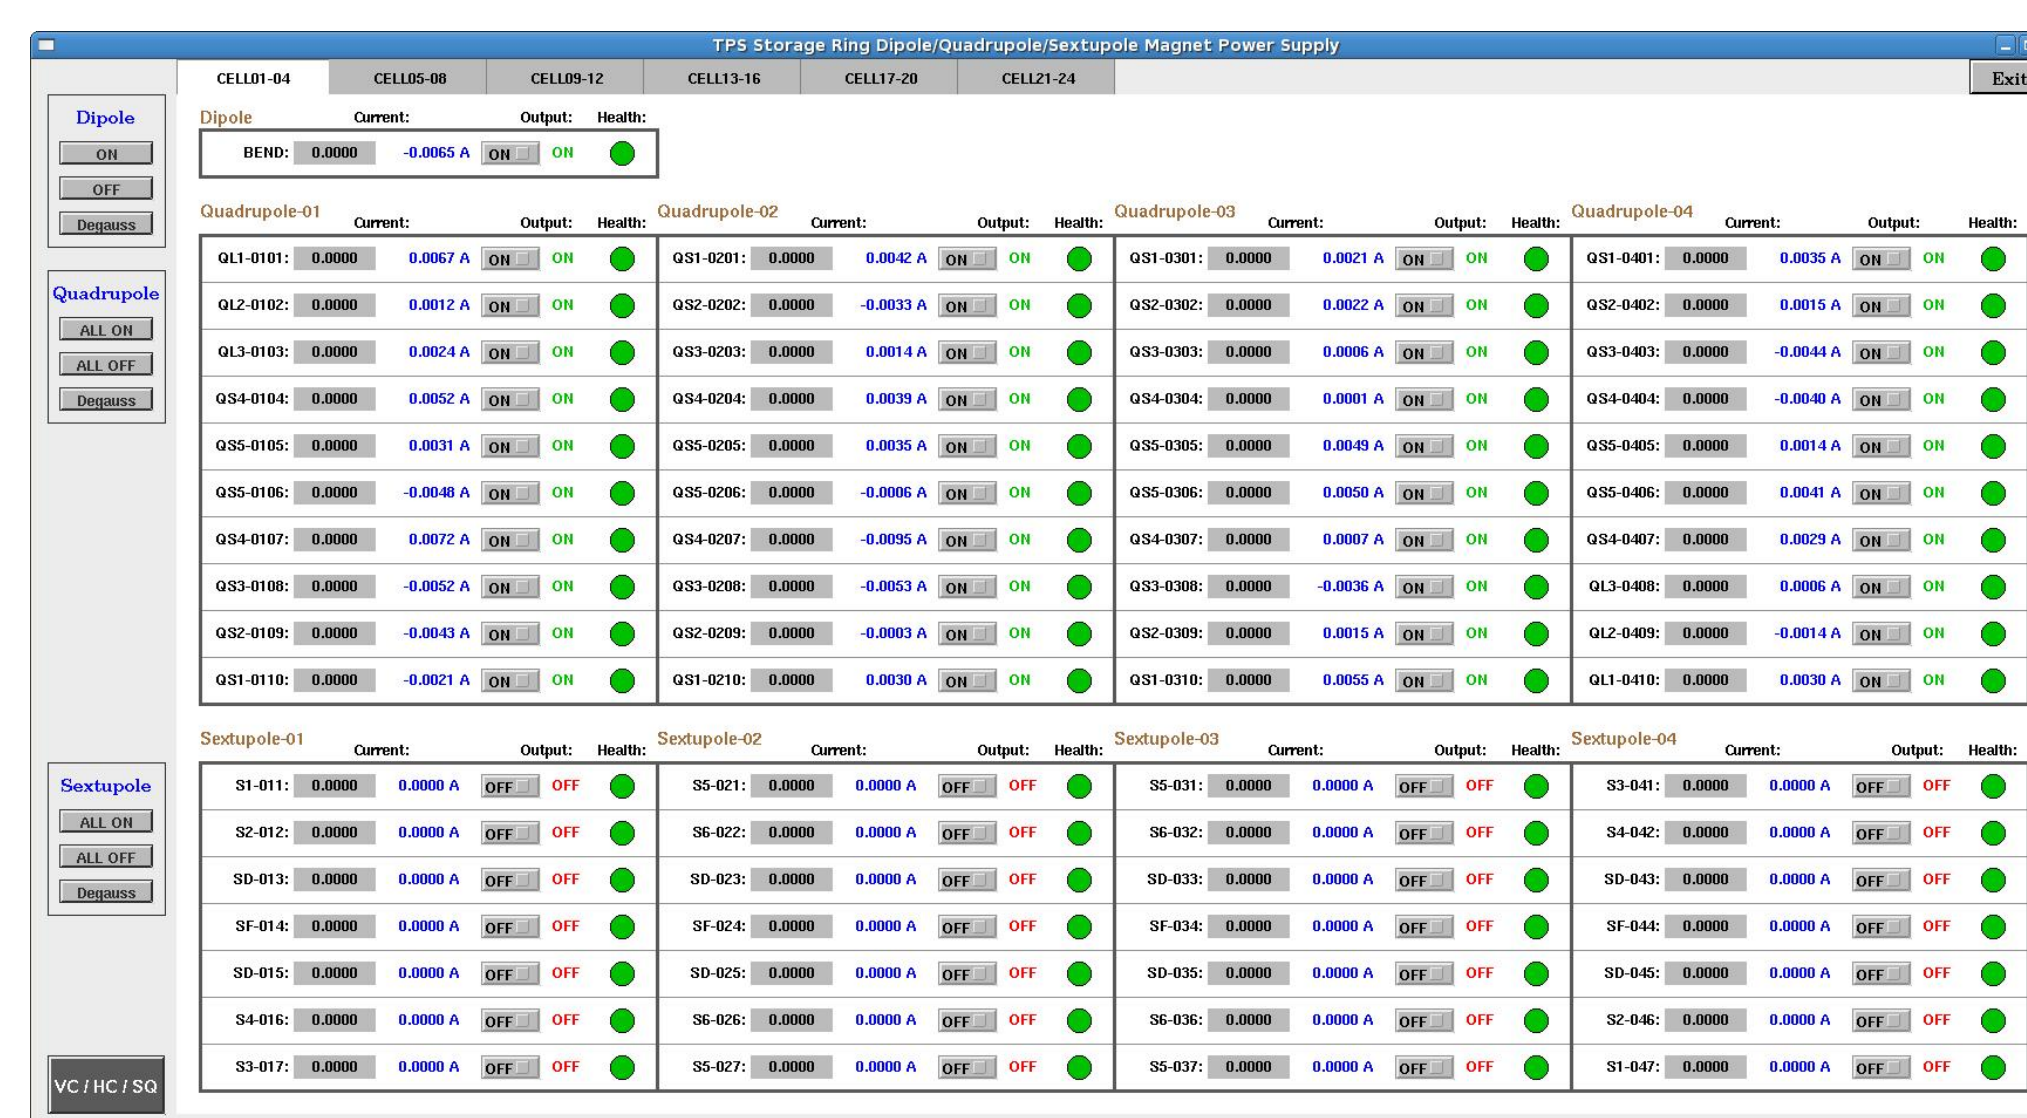 TPS Storage Ring Dipole/Quadrupole/Sextupole Magnet Power Supply
CELL01-04 CELL05-08 CELL09-12 CELL13-16 CELL17-20 CELL21-24 Exit
Dipole
ON
OFF
Degauss
Quadrupole
ALL ON
ALL OFF
Degauss
Sextupole
ALL ON
ALL OFF
Degauss
VC / HC / SQ
Dipole Current: Output: Health:
BEND: 0.0000 -0.0065 A ON ON
Quadrupole-01 Current: Output: Health:
QL1-0101: 0.0000 0.0067 A ON ON
QL2-0102: 0.0000 0.0012 A ON ON
QL3-0103: 0.0000 0.0024 A ON ON
QS4-0104: 0.0000 0.0052 A ON ON
QS5-0105: 0.0000 0.0031 A ON ON
QS5-0106: 0.0000 -0.0048 A ON ON
QS4-0107: 0.0000 0.0072 A ON ON
QS3-0108: 0.0000 -0.0052 A ON ON
QS2-0109: 0.0000 -0.0043 A ON ON
QS1-0110: 0.0000 -0.0021 A ON ON
Quadrupole-02 Current: Output: Health:
QS1-0201: 0.0000 0.0042 A ON ON
QS2-0202: 0.0000 -0.0033 A ON ON
QS3-0203: 0.0000 0.0014 A ON ON
QS4-0204: 0.0000 0.0039 A ON ON
QS5-0205: 0.0000 0.0035 A ON ON
QS5-0206: 0.0000 -0.0006 A ON ON
QS4-0207: 0.0000 -0.0095 A ON ON
QS3-0208: 0.0000 -0.0053 A ON ON
QS2-0209: 0.0000 -0.0003 A ON ON
QS1-0210: 0.0000 0.0030 A ON ON
Quadrupole-03 Current: Output: Health:
QS1-0301: 0.0000 0.0021 A ON ON
QS2-0302: 0.0000 0.0022 A ON ON
QS3-0303: 0.0000 0.0006 A ON ON
QS4-0304: 0.0000 0.0001 A ON ON
QS5-0305: 0.0000 0.0049 A ON ON
QS5-0306: 0.0000 0.0050 A ON ON
QS4-0307: 0.0000 0.0007 A ON ON
QS3-0308: 0.0000 -0.0036 A ON ON
QS2-0309: 0.0000 0.0015 A ON ON
QS1-0310: 0.0000 0.0055 A ON ON
Quadrupole-04 Current: Output: Health:
QS1-0401: 0.0000 0.0035 A ON ON
QS2-0402: 0.0000 0.0015 A ON ON
QS3-0403: 0.0000 -0.0044 A ON ON
QS4-0404: 0.0000 -0.0040 A ON ON
QS5-0405: 0.0000 0.0014 A ON ON
QS5-0406: 0.0000 0.0041 A ON ON
QS4-0407: 0.0000 0.0029 A ON ON
QL3-0408: 0.0000 0.0006 A ON ON
QL2-0409: 0.0000 -0.0014 A ON ON
QL1-0410: 0.0000 0.0030 A ON ON
Sextupole-01 Current: Output: Health:
S1-011: 0.0000 0.0000 A OFF OFF
S2-012: 0.0000 0.0000 A OFF OFF
SD-013: 0.0000 0.0000 A OFF OFF
SF-014: 0.0000 0.0000 A OFF OFF
SD-015: 0.0000 0.0000 A OFF OFF
S4-016: 0.0000 0.0000 A OFF OFF
S3-017: 0.0000 0.0000 A OFF OFF
Sextupole-02 Current: Output: Health:
S5-021: 0.0000 0.0000 A OFF OFF
S6-022: 0.0000 0.0000 A OFF OFF
SD-023: 0.0000 0.0000 A OFF OFF
SF-024: 0.0000 0.0000 A OFF OFF
SD-025: 0.0000 0.0000 A OFF OFF
S6-026: 0.0000 0.0000 A OFF OFF
S5-027: 0.0000 0.0000 A OFF OFF
Sextupole-03 Current: Output: Health:
S5-031: 0.0000 0.0000 A OFF OFF
S6-032: 0.0000 0.0000 A OFF OFF
SD-033: 0.0000 0.0000 A OFF OFF
SF-034: 0.0000 0.0000 A OFF OFF
SD-035: 0.0000 0.0000 A OFF OFF
S6-036: 0.0000 0.0000 A OFF OFF
S5-037: 0.0000 0.0000 A OFF OFF
Sextupole-04 Current: Output: Health:
S3-041: 0.0000 0.0000 A OFF OFF
S4-042: 0.0000 0.0000 A OFF OFF
SD-043: 0.0000 0.0000 A OFF OFF
SF-044: 0.0000 0.0000 A OFF OFF
SD-045: 0.0000 0.0000 A OFF OFF
S2-046: 0.0000 0.0000 A OFF OFF
S1-047: 0.0000 0.0000 A OFF OFF